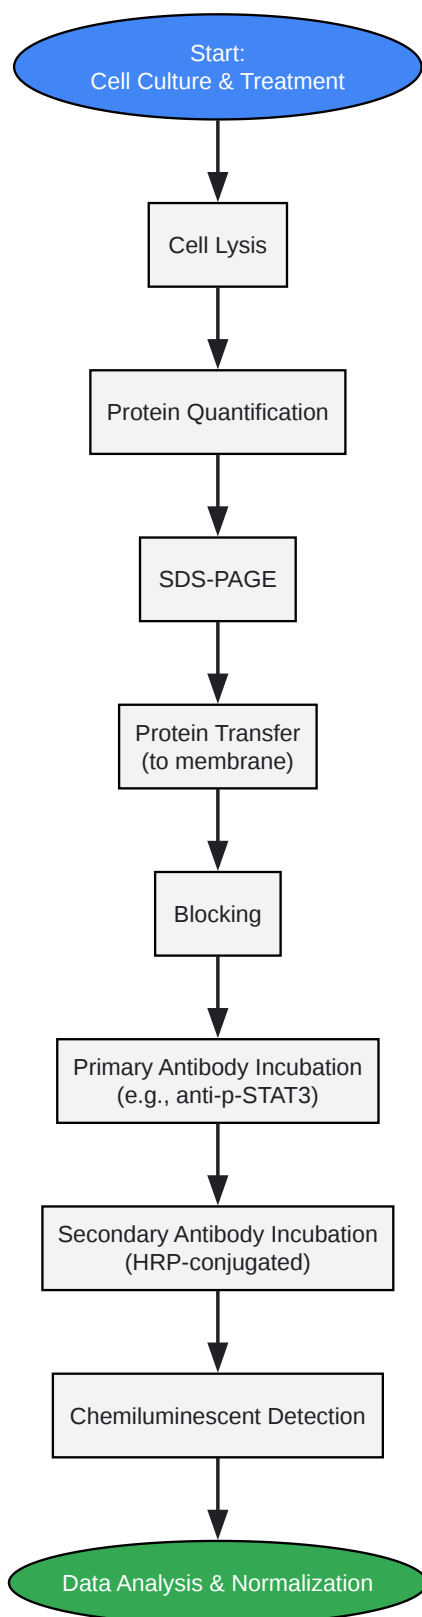 Start:
Cell Culture & Treatment
Cell Lysis
Protein Quantification
SDS-PAGE
Protein Transfer
(to membrane)
Blocking
Primary Antibody Incubation
(e.g., anti-p-STAT3)
Secondary Antibody Incubation
(HRP-conjugated)
Chemiluminescent Detection
Data Analysis & Normalization